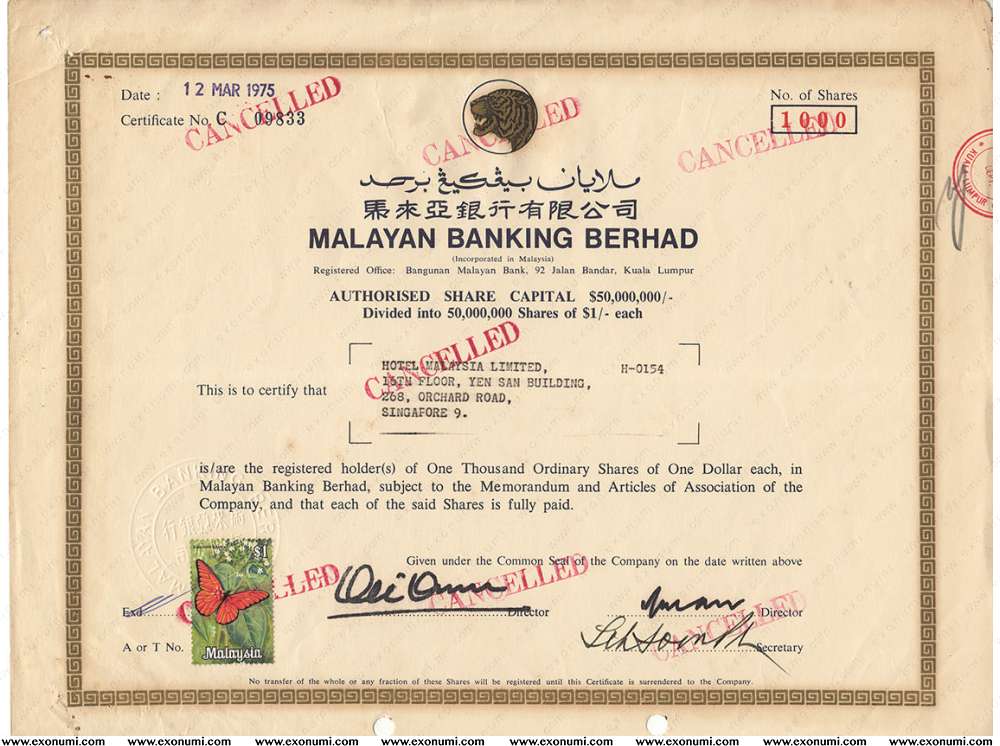 Date : 12 MAR 1975
Certificate No. C 09833
No. of Shares
1000
CANCELLED
CANCELLED
CANCELLED
ملايان بيڤكيڠ برحد
馬來亞銀行有限公司
MALAYAN BANKING BERHAD
(Incorporated in Malaysia)
Registered Office: Bangunan Malayan Bank, 92 Jalan Bandar, Kuala Lumpur
AUTHORISED SHARE CAPITAL $50,000,000/-
Divided into 50,000,000 Shares of $1/- each
CANCELLED
This is to certify that
HOTEL MALAYSIA LIMITED, H-0154
15TH FLOOR, YEN SAN BUILDING,
268, ORCHARD ROAD,
SINGAPORE 9.
is/are the registered holder(s) of One Thousand Ordinary Shares of One Dollar each, in
Malayan Banking Berhad, subject to the Memorandum and Articles of Association of the
Company, and that each of the said Shares is fully paid.
Given under the Common Seal of the Company on the date written above
CANCELLED
CANCELLED
CANCELLED
$1
Malaysia
Exd
Director
Director
A or T No.
Secretary
No transfer of the whole or any fraction of these Shares will be registered until this Certificate is surrendered to the Company.
KUALA LUMPUR
www.exonumi.com www.exonumi.com www.exonumi.com www.exonumi.com www.exonumi.com www.exonumi.com www.exonumi.com www.exonumi.com